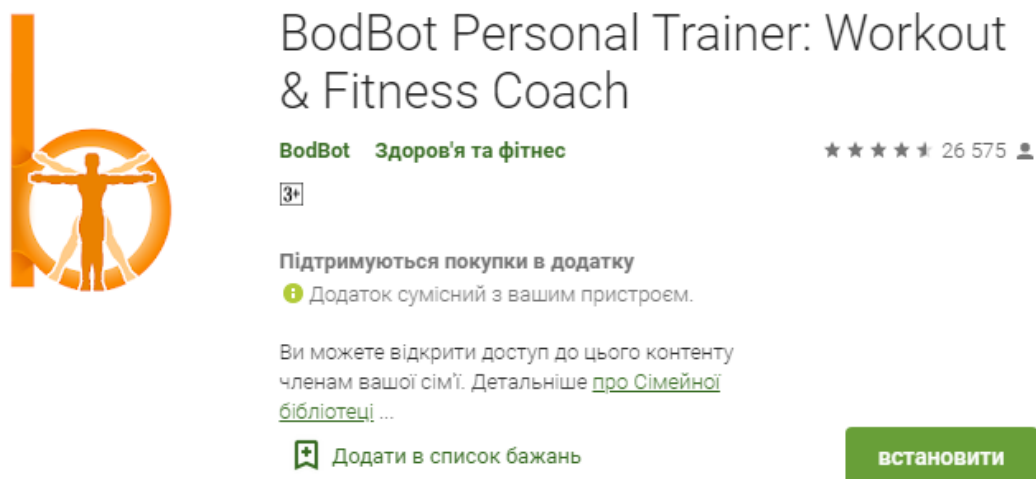 BodBot Personal Trainer: Workout
& Fitness Coach
BodBot Здоров'я та фітнес 26 575
3+
Підтримуються покупки в додатку
Додаток сумісний з вашим пристроєм.
Ви можете відкрити доступ до цього контенту
членам вашої сім'ї. Детальніше про Сімейної
бібліотеці ...
Додати в список бажань
встановити